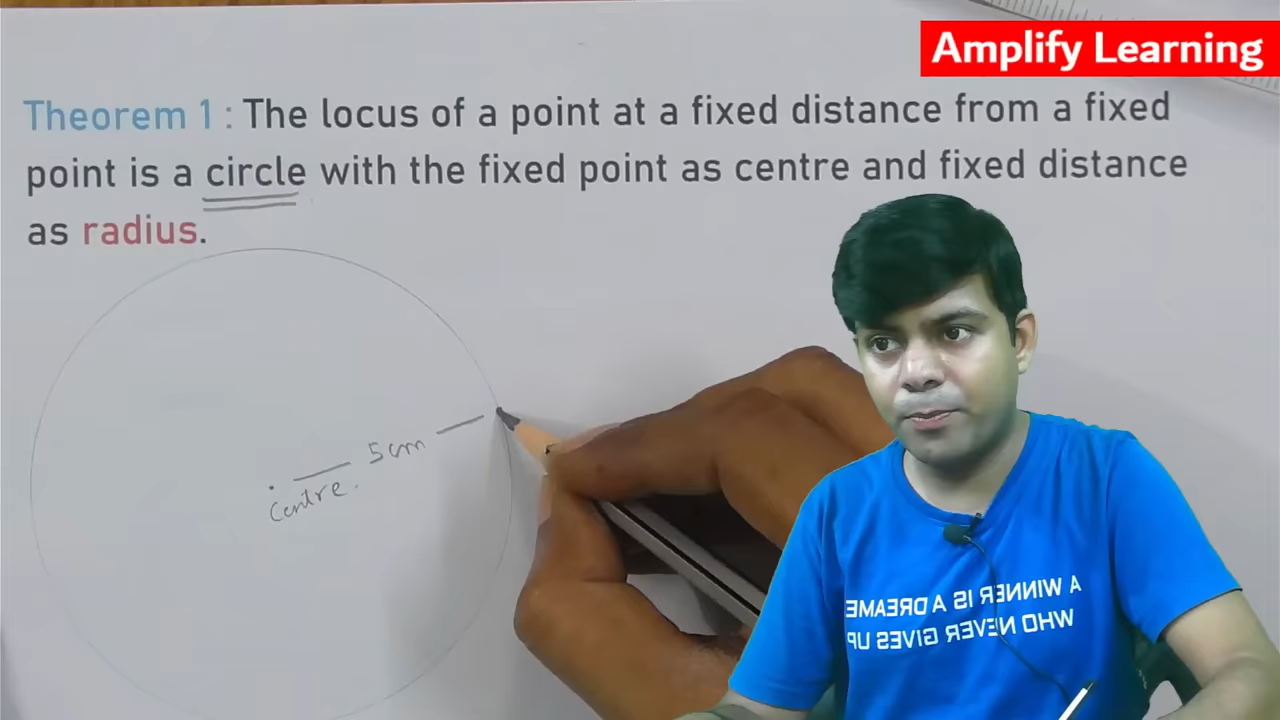 Amplify Learning
Theorem 1 : The locus of a point at a fixed distance from a fixed
point is a circle with the fixed point as centre and fixed distance
as radius.
5cm
Centre.
A WINNER IS A DREAME
WHO NEVER GIVES UP